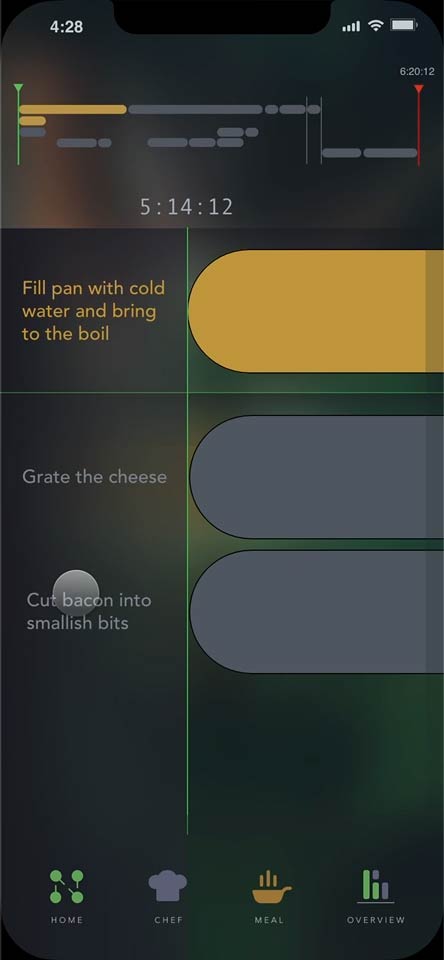 4:28
6:20:12
5:14:12
Fill pan with cold
water and bring
to the boil
Grate the cheese
Cut bacon into
smallish bits
HOME
CHEF
MEAL
OVERVIEW